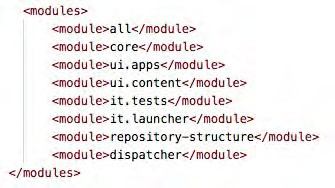 <modules>
<module>all</module>
<module>core</module>
<module>ui.apps</module>
<module>ui.content</module>
<module>it.tests</module>
<module>it.launcher</module>
<module>repository-structure</module>
<module>dispatcher</module>
</modules>